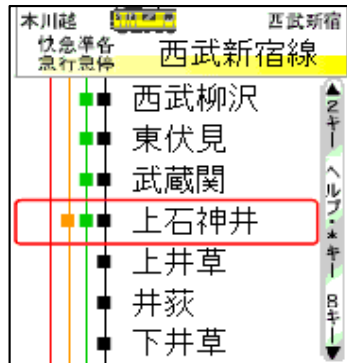 本川越 西武新宿
快急準各
急行急停
西武新宿線
西武柳沢
東伏見
武蔵関
上石神井
上井草
井荻
下井草
▲2キー ヘルプ・*キー 8キー▼